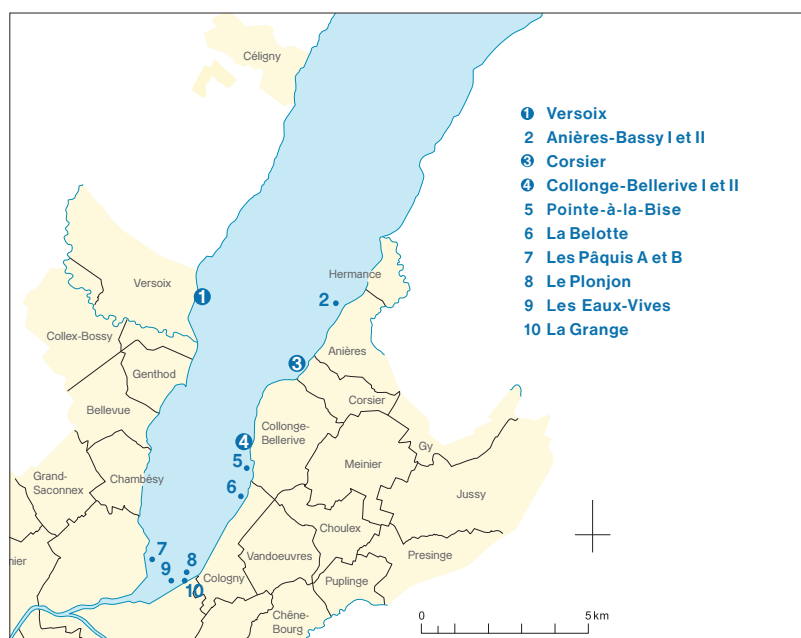 Céligny
1 Versoix
2 Anières-Bassy I et II
3 Corsier
4 Collonge-Bellerive I et II
5 Pointe-à-la-Bise
6 La Belotte
7 Les Pâquis A et B
8 Le Plonjon
9 Les Eaux-Vives
10 La Grange
Hermance
Versoix
1
2
Collex-Bossy
Anières
Genthod
3
Corsier
Bellevue
Collonge-
Bellerive
4
Gy
5
Meinier
Grand-
Saconnex
Chambésy
6
Jussy
Choulex
7
8
Vandoeuvres
Presinge
nier
9
10
Cologny
Puplinge
Chêne-
Bourg
0
5 km